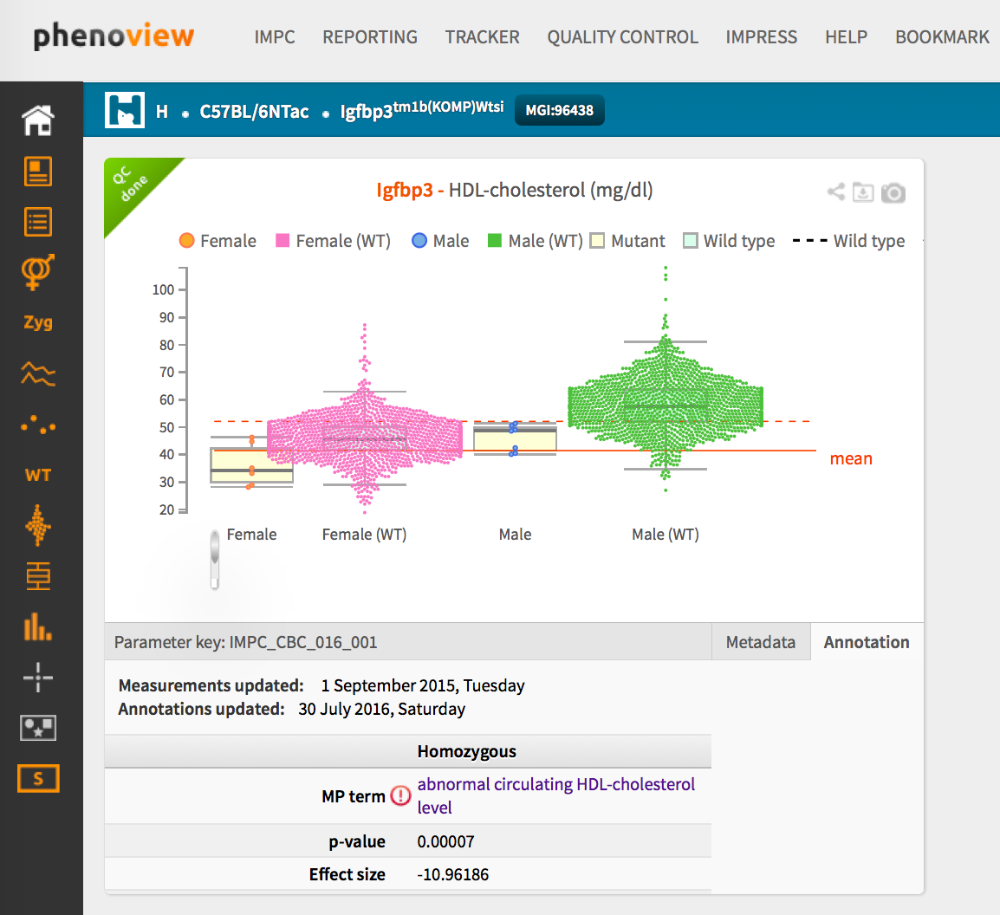 phenoview
IMPC REPORTING TRACKER QUALITY CONTROL IMPRESS HELP BOOKMARK
H • C57BL/6NTac • Igfbp3tm1b(KOMP)Wtsi MGI:96438
QC done
Igfbp3 - HDL-cholesterol (mg/dl)
Female Female (WT) Male Male (WT) Mutant Wild type Wild type
Zyg
WT
S
100
90
80
70
60
50
40
30
20
mean
Female Female (WT) Male Male (WT)
Parameter key: IMPC_CBC_016_001 Metadata Annotation
Measurements updated: 1 September 2015, Tuesday
Annotations updated: 30 July 2016, Saturday
Homozygous
MP term abnormal circulating HDL-cholesterol
level
p-value 0.00007
Effect size -10.96186